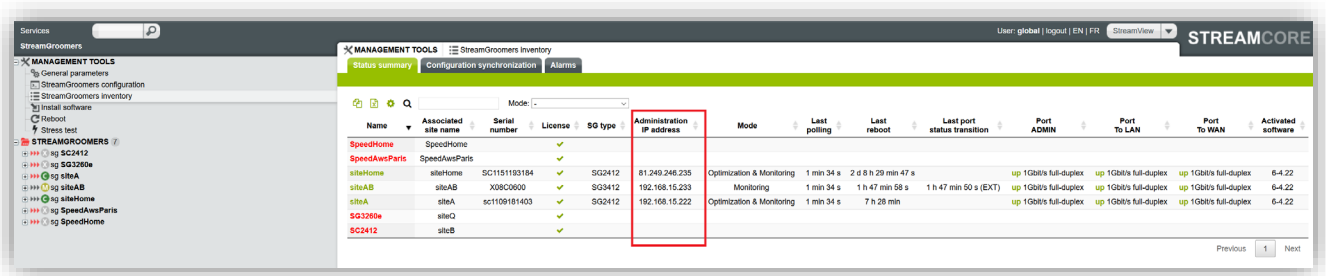 Services
User: global | logout | EN | FR StreamView
STREAMCORE
StreamGroomers
MANAGEMENT TOOLS StreamGroomers Inventory
Status summary Configuration synchronization Alarms
MANAGEMENT TOOLS
General parameters
StreamGroomers configuration
StreamGroomers inventory
Install software
Reboot
Stress test
STREAMGROOMERS 7
sg SC2412
sg SG3260e
sg siteA
sg siteAB
sg siteHome
sg SpeedAwsParis
sg SpeedHome
Mode: -
Name Associated site name Serial number License SG type Administration IP address Mode Last polling Last reboot Last port status transition Port ADMIN Port To LAN Port To WAN Activated software
SpeedHome SpeedHome
SpeedAwsParis SpeedAwsParis
siteHome siteHome SC1151193184 SG2412 81.249.246.235 Optimization & Monitoring 1 min 34 s 2 d 8 h 29 min 47 s up 1Gbit/s full-duplex up 1Gbit/s full-duplex up 1Gbit/s full-duplex 6-4.22
siteAB siteAB X08C0600 SG3412 192.168.15.233 Monitoring 1 min 34 s 1 h 47 min 58 s 1 h 47 min 50 s (EXT) up 1Gbit/s full-duplex up 1Gbit/s full-duplex up 1Gbit/s full-duplex 6-4.22
siteA siteA sc1109181403 SG2412 192.168.15.222 Optimization & Monitoring 1 min 34 s 7 h 28 min up 1Gbit/s full-duplex up 1Gbit/s full-duplex up 1Gbit/s full-duplex 6-4.22
SG3260e siteQ
SC2412 siteB
Previous 1 Next